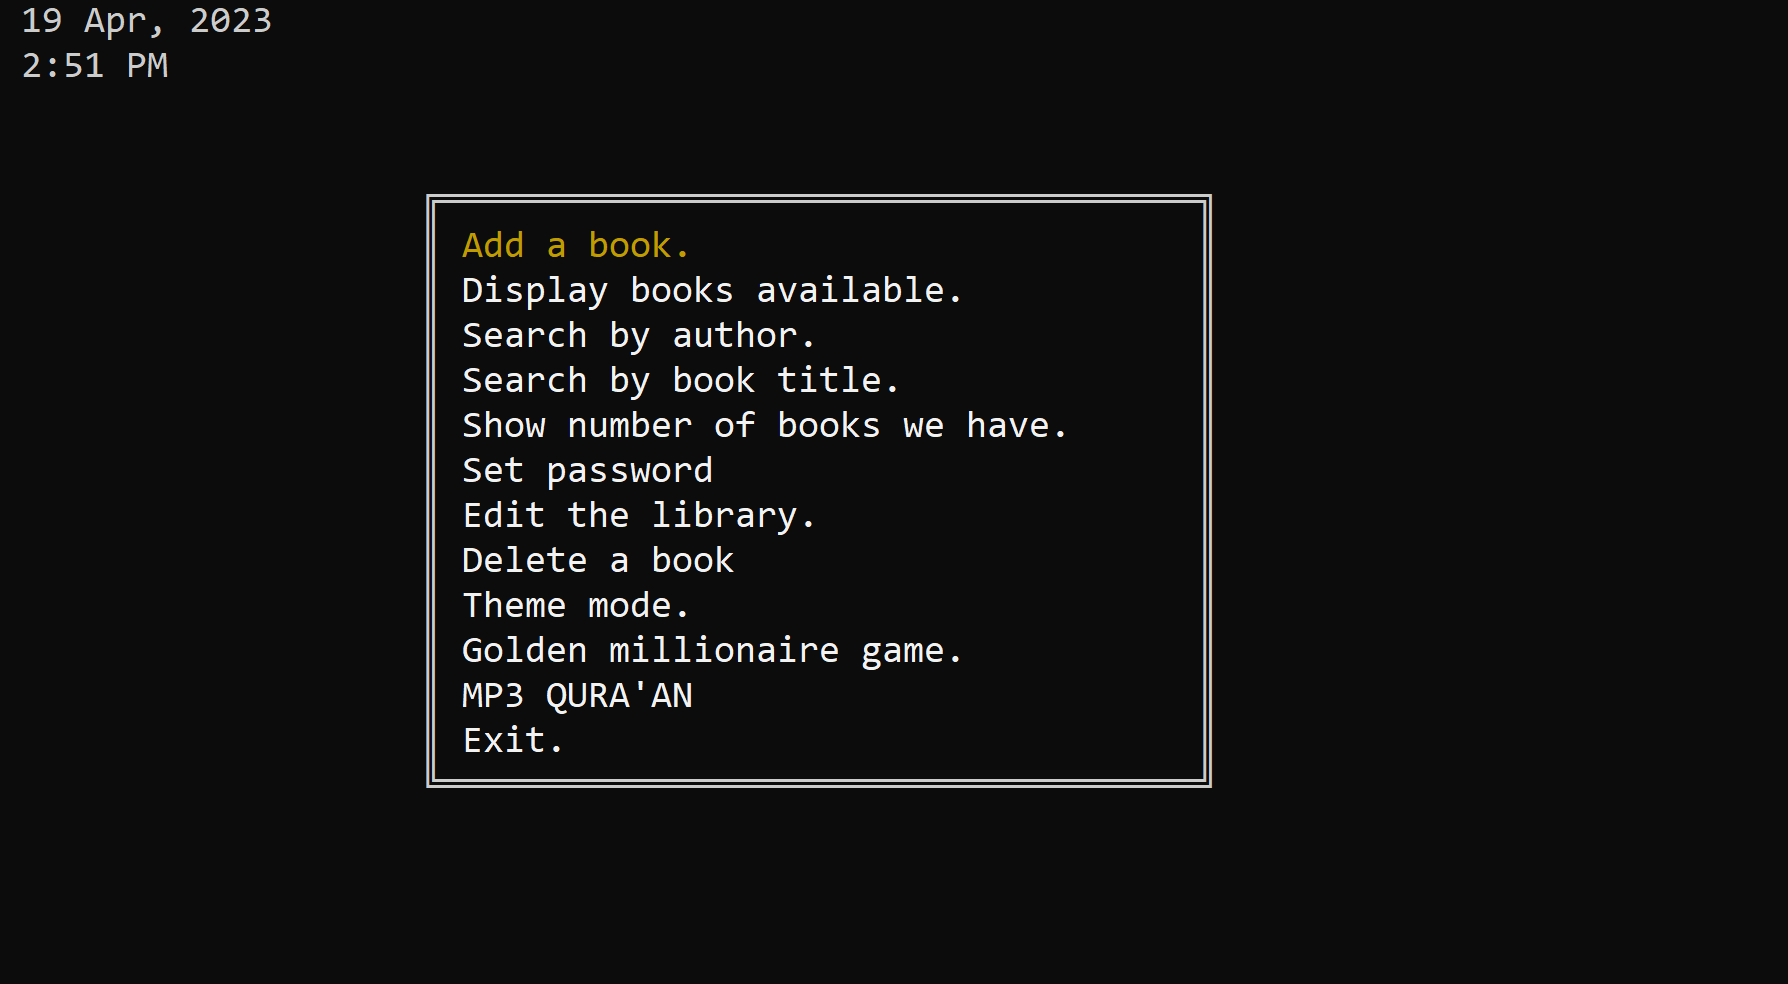 19 Apr, 2023
2:51 PM
Add a book.
Display books available.
Search by author.
Search by book title.
Show number of books we have.
Set password
Edit the library.
Delete a book
Theme mode.
Golden millionaire game.
MP3 QURA'AN
Exit.